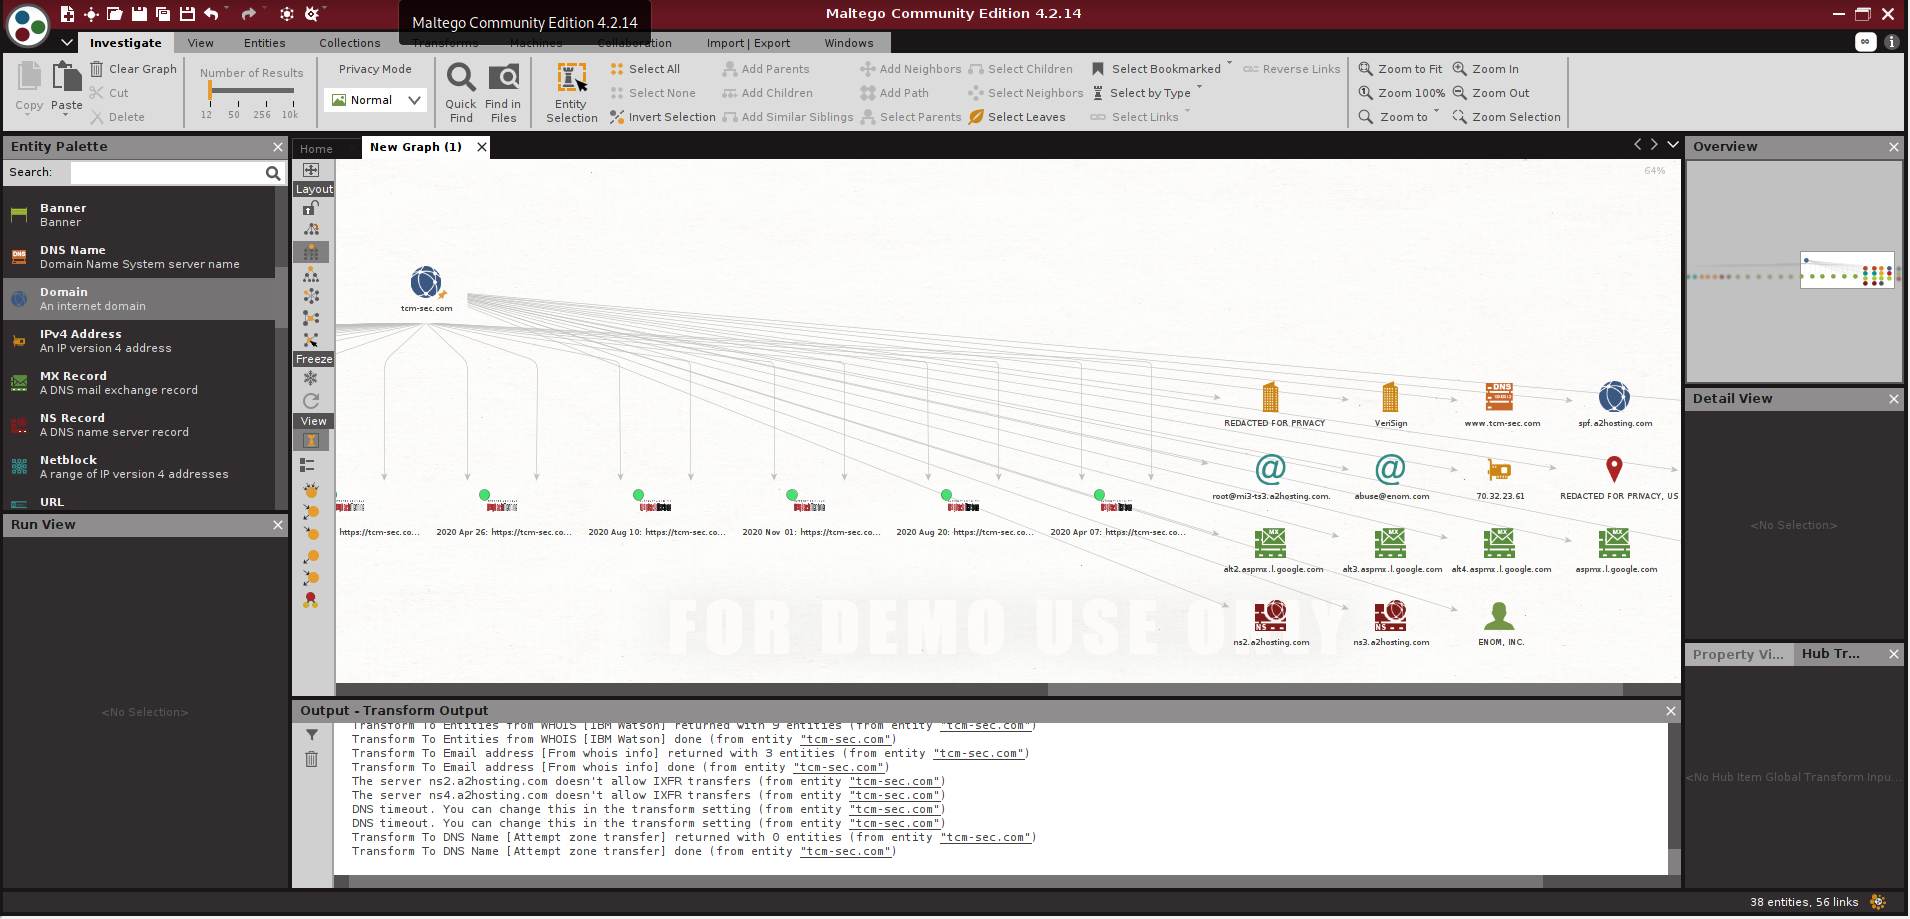 Maltego Community Edition 4.2.14
Maltego Community Edition 4.2.14
Investigate View Entities Collections Transforms Machines Collaboration Import | Export Windows
Copy Paste Clear Graph Cut Delete
Number of Results
12 50 256 10k
Privacy Mode
Normal
Quick Find
Find in Files
Entity Selection
Select All Add Parents Add Neighbors Select Children Select Bookmarked Reverse Links Zoom to Fit Zoom In
Select None Add Children Add Path Select Neighbors Select by Type Zoom 100% Zoom Out
Invert Selection Add Similar Siblings Select Parents Select Leaves Select Links Zoom to Zoom Selection
Entity Palette
Search:
Banner
Banner
DNS Name
Domain Name System server name
Domain
An internet domain
IPv4 Address
An IP version 4 address
MX Record
A DNS mail exchange record
NS Record
A DNS name server record
Netblock
A range of IP version 4 addresses
URL
Run View
<No Selection>
Home New Graph (1)
Layout
Freeze
View
64%
tcm-sec.com
REDACTED FOR PRIVACY VeriSign www.tcm-sec.com spf.a2hosting.com
root@mi3-ts3.a2hosting.com. abuse@enom.com 70.32.23.61 REDACTED FOR PRIVACY, US
https://tcm-sec.co... 2020 Apr 26: https://tcm-sec.co... 2020 Aug 10: https://tcm-sec.co... 2020 Nov 01: https://tcm-sec.co... 2020 Aug 20: https://tcm-sec.co... 2020 Apr 07: https://tcm-sec.co...
alt2.aspmx.l.google.com alt3.aspmx.l.google.com alt4.aspmx.l.google.com aspmx.l.google.com
ns2.a2hosting.com ns3.a2hosting.com ENOM, INC.
FOR DEMO USE ONLY
Output - Transform Output
Transform To Entities from WHOIS [IBM Watson] returned with 9 entities (from entity "tcm-sec.com")
Transform To Entities from WHOIS [IBM Watson] done (from entity "tcm-sec.com")
Transform To Email address [From whois info] returned with 3 entities (from entity "tcm-sec.com")
Transform To Email address [From whois info] done (from entity "tcm-sec.com")
The server ns2.a2hosting.com doesn't allow IXFR transfers (from entity "tcm-sec.com")
The server ns4.a2hosting.com doesn't allow IXFR transfers (from entity "tcm-sec.com")
DNS timeout. You can change this in the transform setting (from entity "tcm-sec.com")
DNS timeout. You can change this in the transform setting (from entity "tcm-sec.com")
Transform To DNS Name [Attempt zone transfer] returned with 0 entities (from entity "tcm-sec.com")
Transform To DNS Name [Attempt zone transfer] done (from entity "tcm-sec.com")
Overview
Detail View
<No Selection>
Property Vi... Hub Tr...
<No Hub Item Global Transform Inpu...
38 entities, 56 links